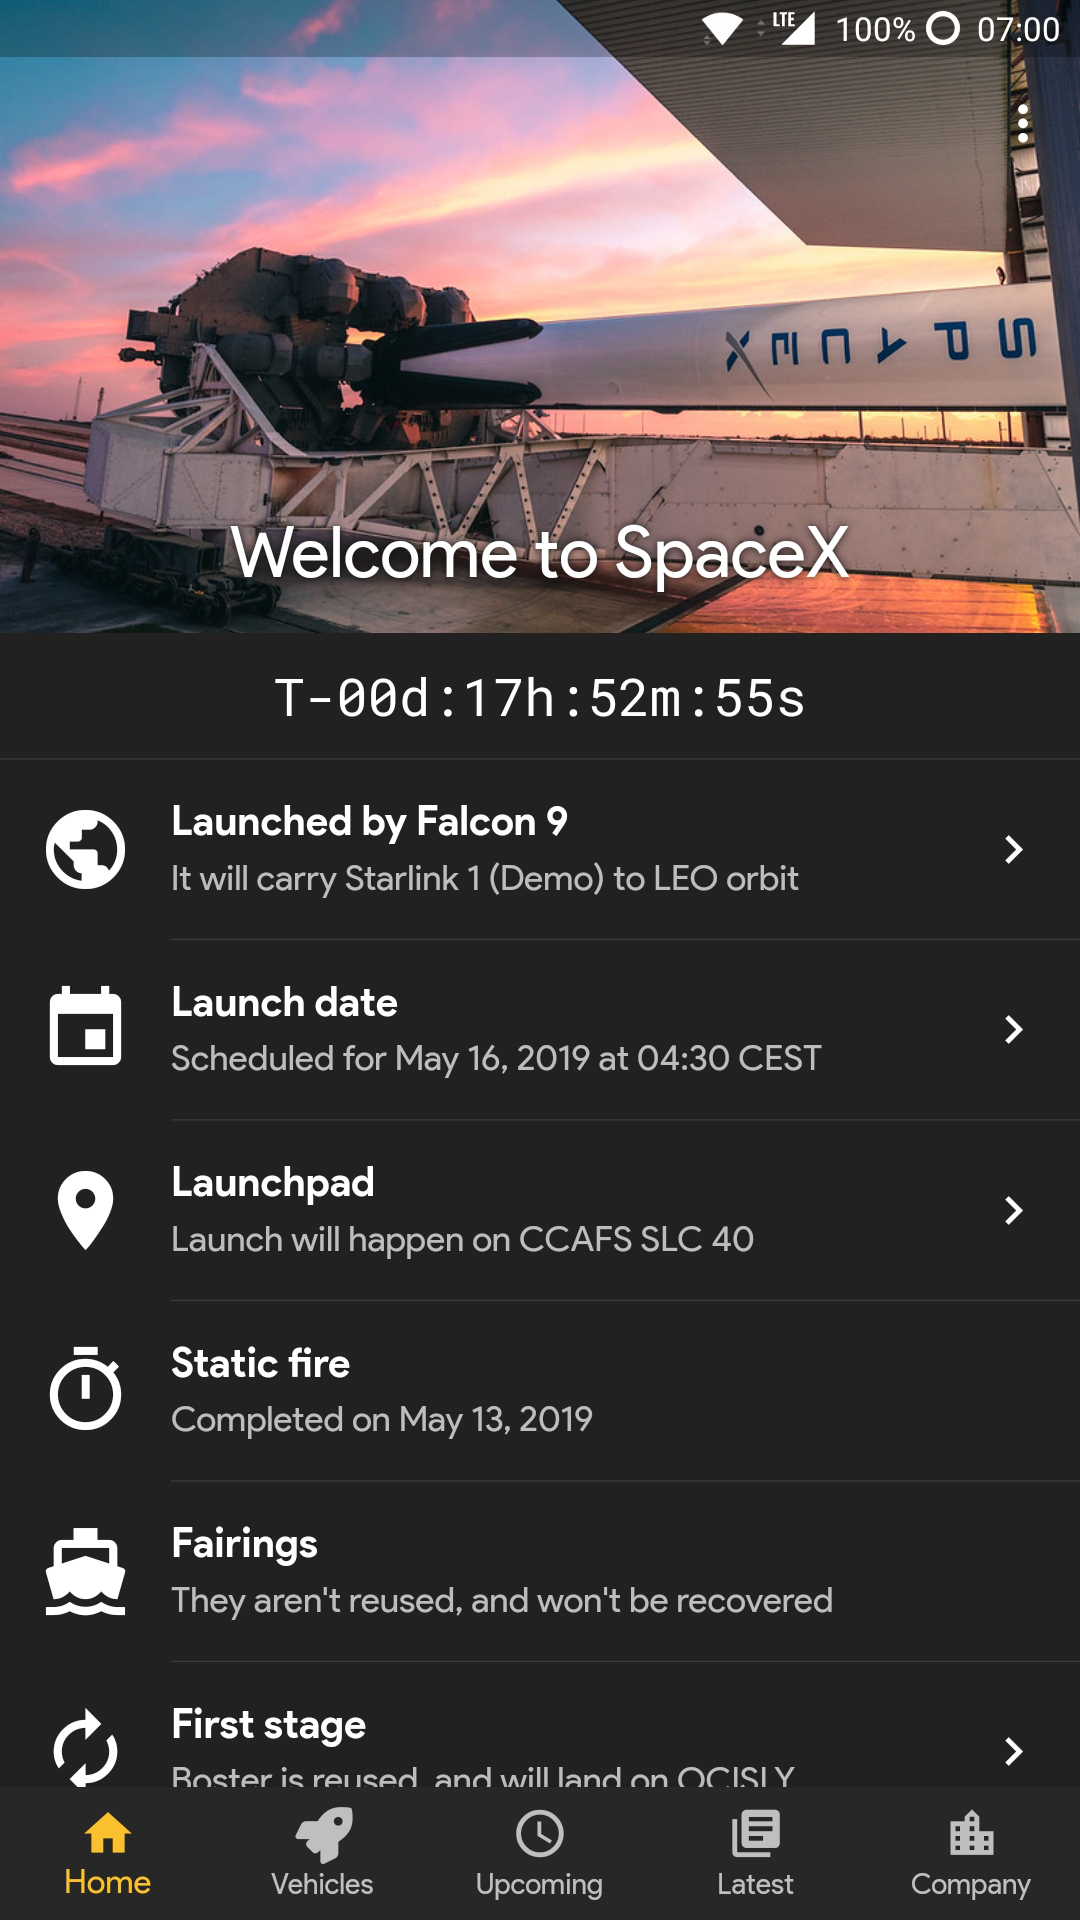 LTE 100% 07:00
SPACEX
Welcome to SpaceX
T-00d:17h:52m:55s
Launched by Falcon 9
It will carry Starlink 1 (Demo) to LEO orbit
Launch date
Scheduled for May 16, 2019 at 04:30 CEST
Launchpad
Launch will happen on CCAFS SLC 40
Static fire
Completed on May 13, 2019
Fairings
They aren't reused, and won't be recovered
First stage
Boster is reused, and will land on OCISLY
Home Vehicles Upcoming Latest Company